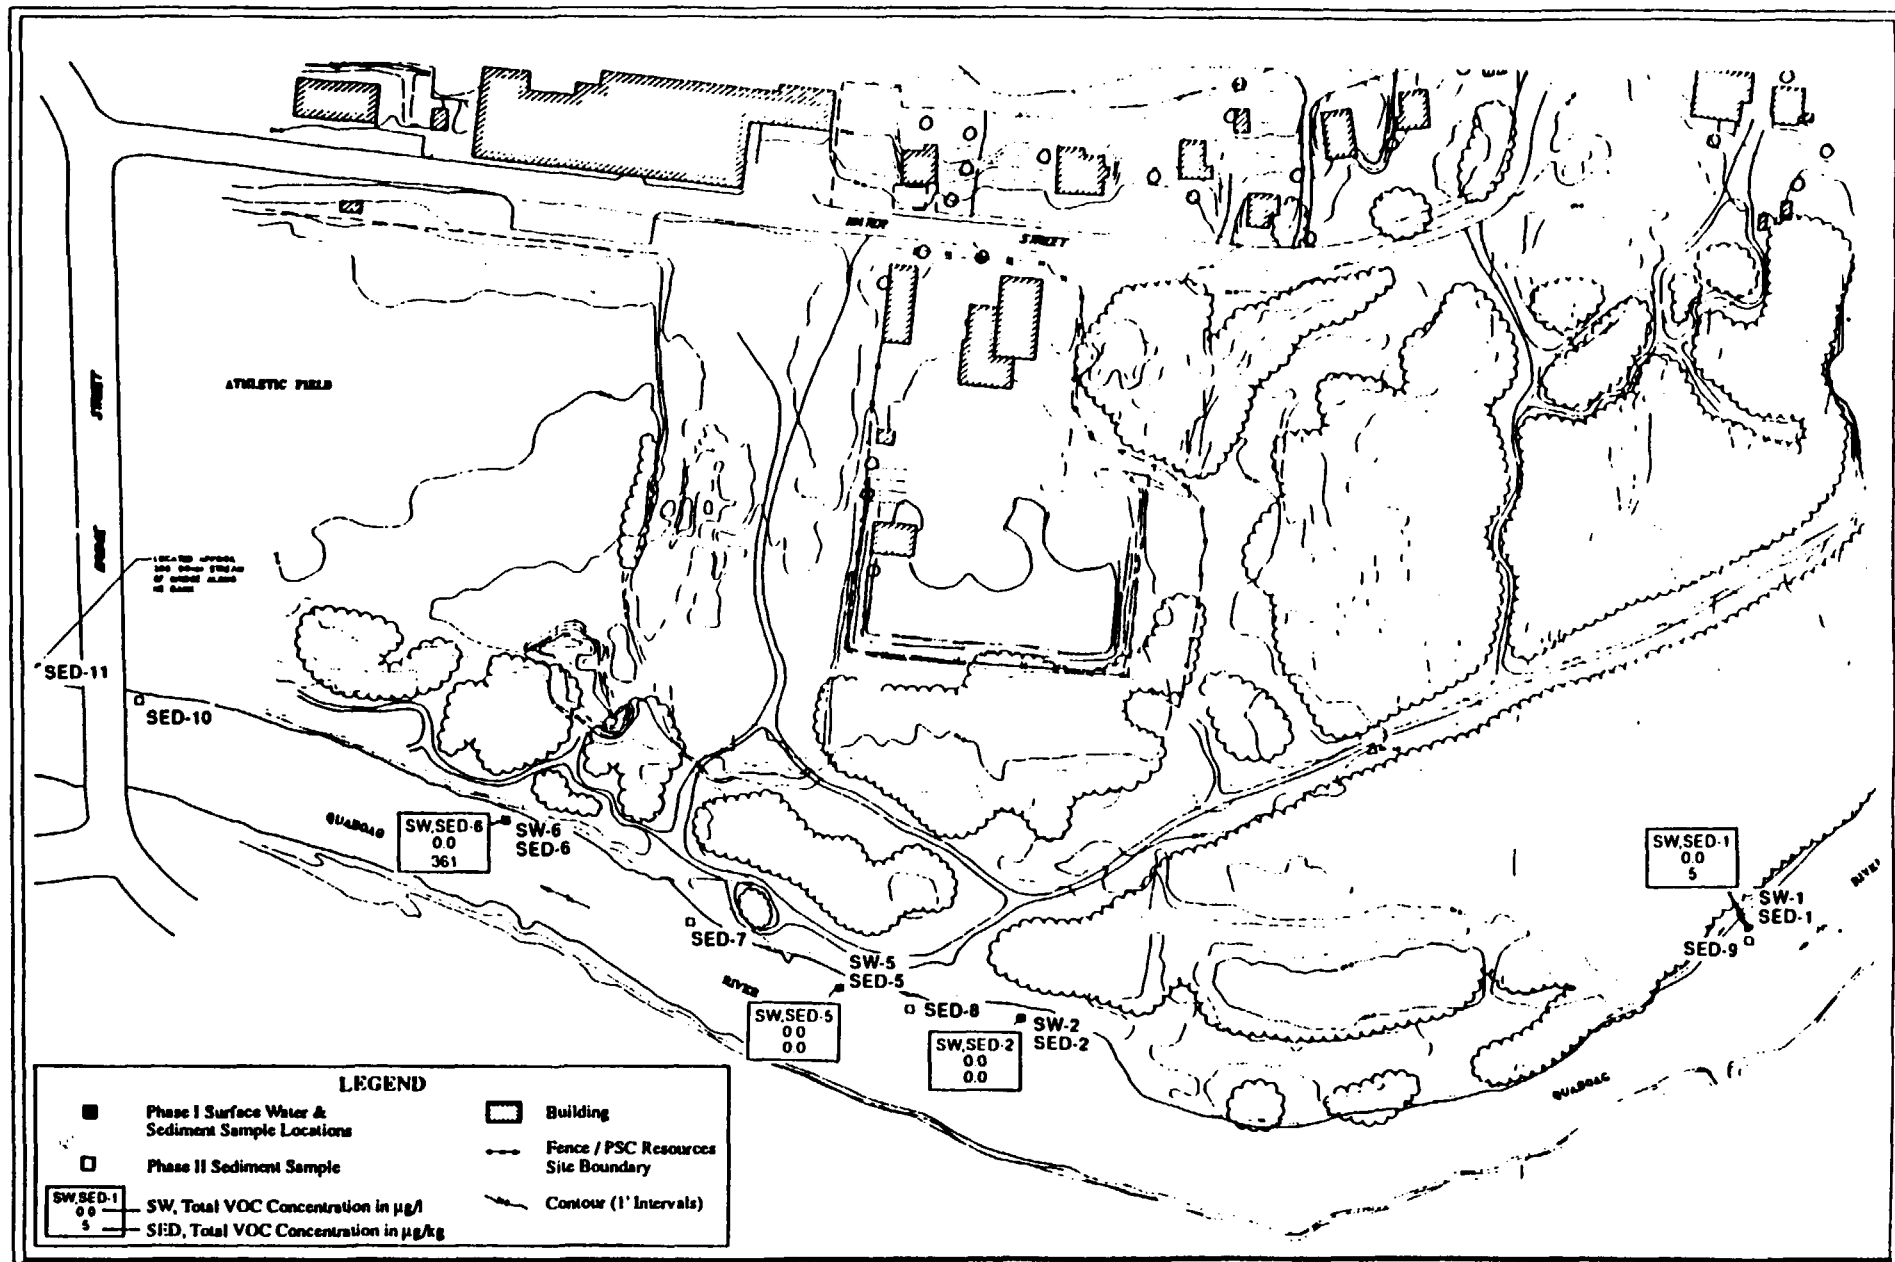 STREET
ATHLETIC FIELD
STREET
SED-11
SED-10
QUABOAG
SW,SED-6
0.0
361
SW-6
SED-6
SED-7
RIVER
SW-5
SED-5
SW,SED-5
0.0
0.0
SED-8
SW,SED-2
0.0
0.0
SW-2
SED-2
SW,SED-1
0.0
5
SW-1
SED-1
SED-9
RIVER
QUABOAG
LEGEND
Phase I Surface Water &
Sediment Sample Locations
Phase II Sediment Sample
SW,SED-1
0.0
5
SW, Total VOC Concentration in µg/l
SED, Total VOC Concentration in µg/kg
Building
Fence / PSC Resources
Site Boundary
Contour (1' Intervals)